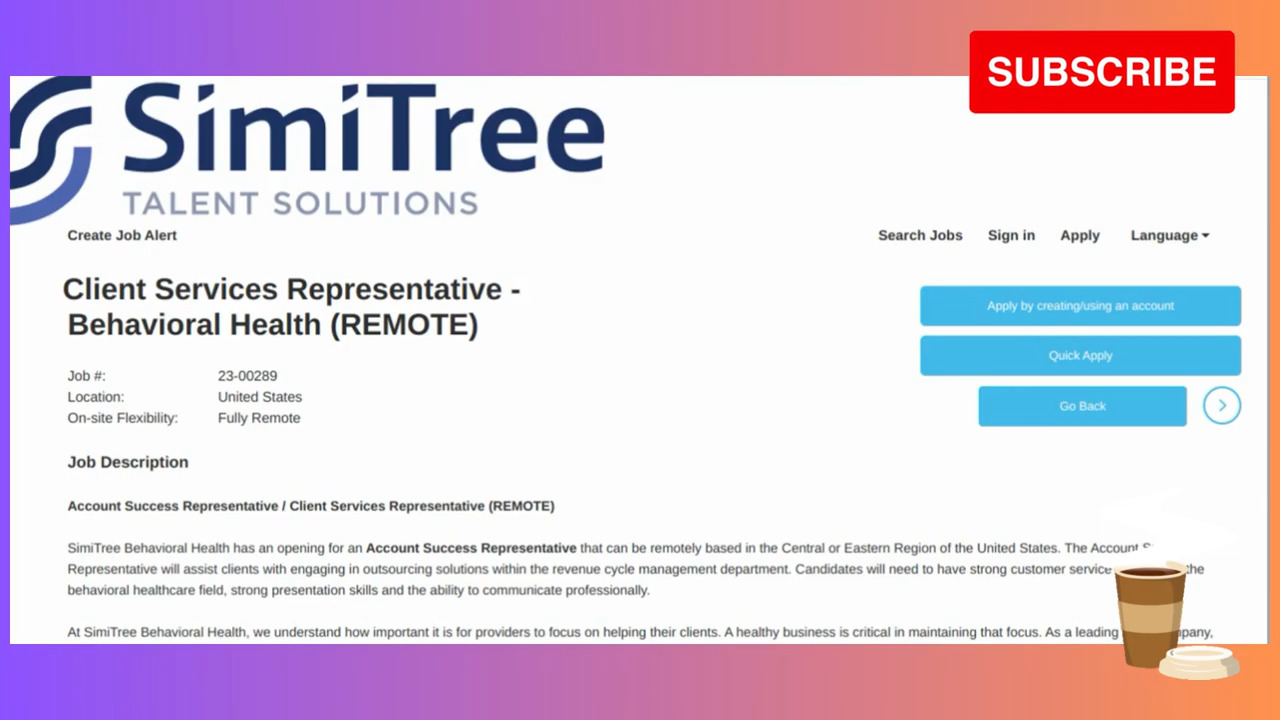 SUBSCRIBE
SimiTree
TALENT SOLUTIONS
Create Job Alert
Search Jobs Sign in Apply Language
Client Services Representative -
Behavioral Health (REMOTE)
Apply by creating/using an account
Quick Apply
Go Back
Job #: 23-00289
Location: United States
On-site Flexibility: Fully Remote
Job Description
Account Success Representative / Client Services Representative (REMOTE)
SimiTree Behavioral Health has an opening for an Account Success Representative that can be remotely based in the Central or Eastern Region of the United States. The Account
Representative will assist clients with engaging in outsourcing solutions within the revenue cycle management department. Candidates will need to have strong customer service the
behavioral healthcare field, strong presentation skills and the ability to communicate professionally.
At SimiTree Behavioral Health, we understand how important it is for providers to focus on helping their clients. A healthy business is critical in maintaining that focus. As a leading